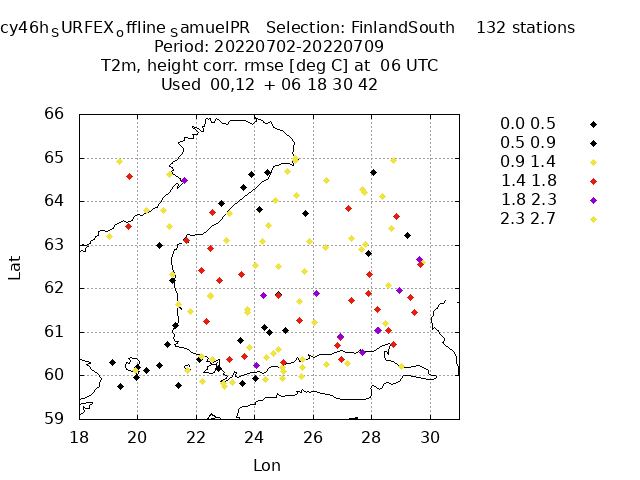 cy46h_SURFEX_offline_SamuelPR Selection: FinlandSouth 132 stations
Period: 20220702-20220709
T2m, height corr. rmse [deg C] at 06 UTC
Used 00,12 + 06 18 30 42
66
65
64
63
62
61
60
59
18 20 22 24 26 28 30
Lat
Lon
0.0 0.5
0.5 0.9
0.9 1.4
1.4 1.8
1.8 2.3
2.3 2.7